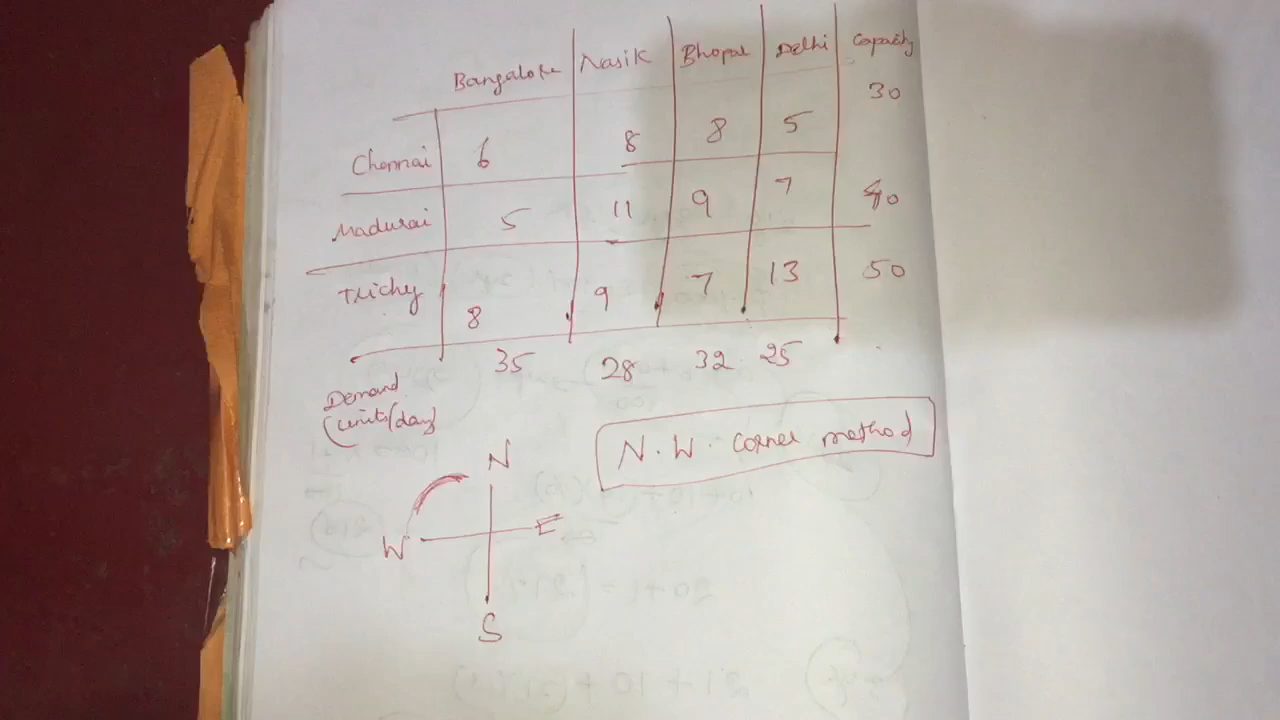 Bangalore Nasik Bhopal Delhi Capacity
30
Chennai 6 8 8 5
Madurai 5 11 9 7 40
Trichy 8 9 7 13 50
35 28 32 25
Demand
(units/day)
N.W. corner method
N
W E
S